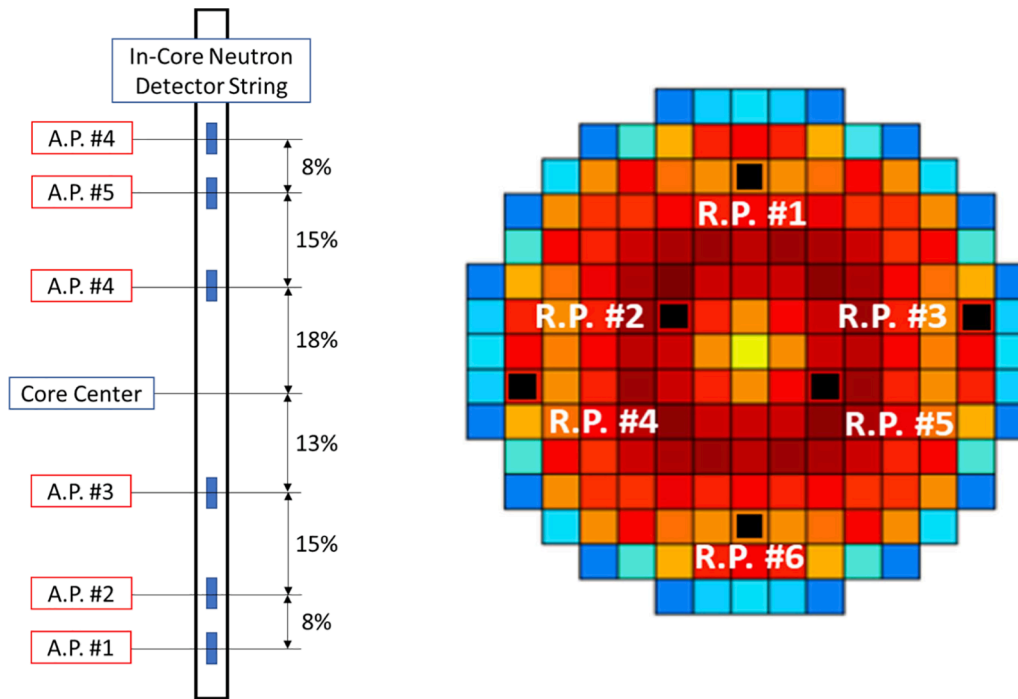 In-Core Neutron
Detector String
A.P. #4
8%
A.P. #5
15%
A.P. #4
18%
Core Center
13%
A.P. #3
15%
A.P. #2
8%
A.P. #1
R.P. #1
R.P. #2
R.P. #3
R.P. #4
R.P. #5
R.P. #6